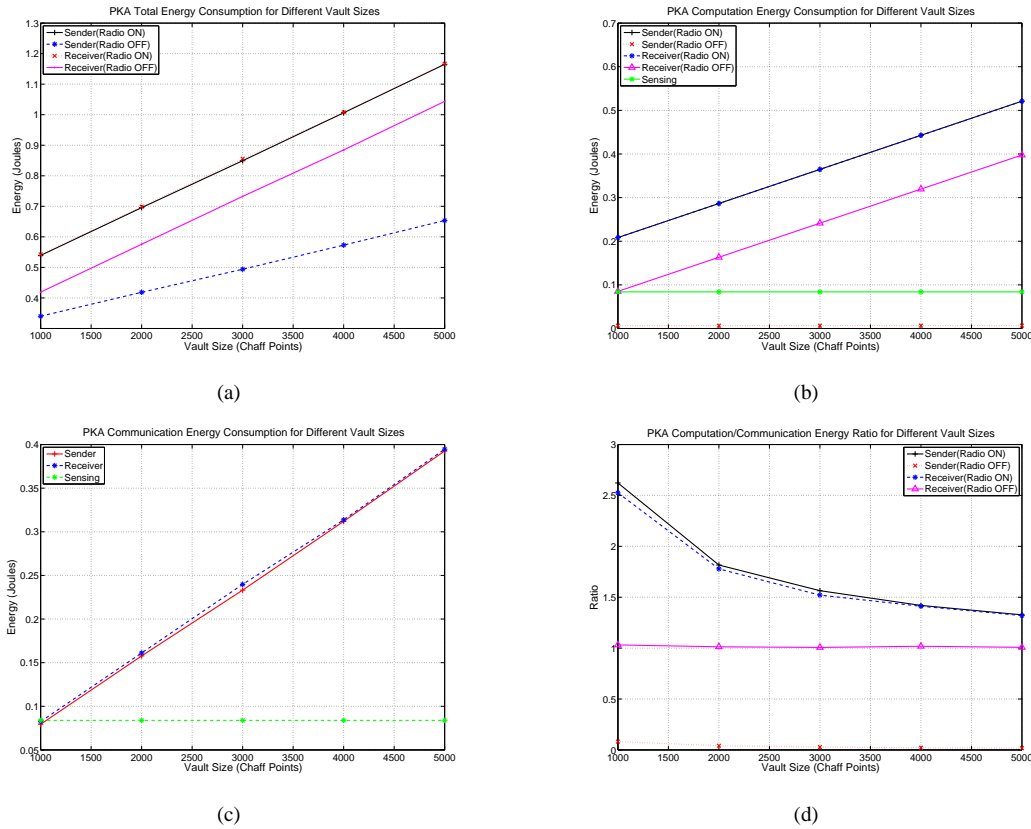 PKA Total Energy Consumption for Different Vault Sizes
1.3
1.2
1.1
1
0.9
0.8
0.7
0.6
0.5
0.4
Energy (Joules)
Sender(Radio ON)
Sender(Radio OFF)
Receiver(Radio ON)
Receiver(Radio OFF)
1000 1500 2000 2500 3000 3500 4000 4500 5000
Vault Size (Chaff Points)
(a)
PKA Computation Energy Consumption for Different Vault Sizes
0.7
0.6
0.5
0.4
0.3
0.2
0.1
0
Energy (Joules)
Sender(Radio ON)
Sender(Radio OFF)
Receiver(Radio ON)
Receiver(Radio OFF)
Sensing
1000 1500 2000 2500 3000 3500 4000 4500 5000
Vault Size (Chaff Points)
(b)
PKA Communication Energy Consumption for Different Vault Sizes
0.4
0.35
0.3
0.25
0.2
0.15
0.1
0.05
Energy (Joules)
Sender
Receiver
Sensing
1000 1500 2000 2500 3000 3500 4000 4500 5000
Vault Size (Chaff Points)
(c)
PKA Computation/Communication Energy Ratio for Different Vault Sizes
3
2.5
2
1.5
1
0.5
0
Ratio
Sender(Radio ON)
Sender(Radio OFF)
Receiver(Radio ON)
Receiver(Radio OFF)
1000 1500 2000 2500 3000 3500 4000 4500 5000
Vault Size (Chaff Points)
(d)